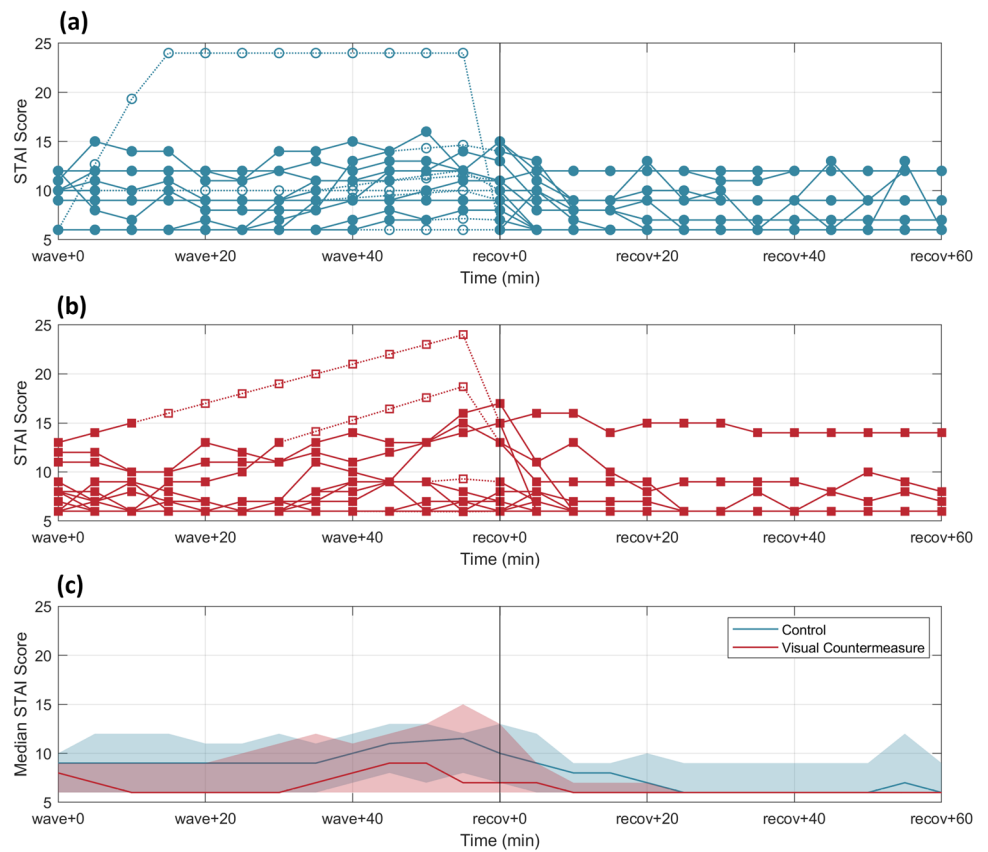 (a)
25
20
15
10
5
STAI Score
wave+0 wave+20 wave+40 recov+0 recov+20 recov+40 recov+60
Time (min)
(b)
25
20
15
10
5
STAI Score
wave+0 wave+20 wave+40 recov+0 recov+20 recov+40 recov+60
Time (min)
(c)
25
20
15
10
5
Median STAI Score
Control
Visual Countermeasure
wave+0 wave+20 wave+40 recov+0 recov+20 recov+40 recov+60
Time (min)